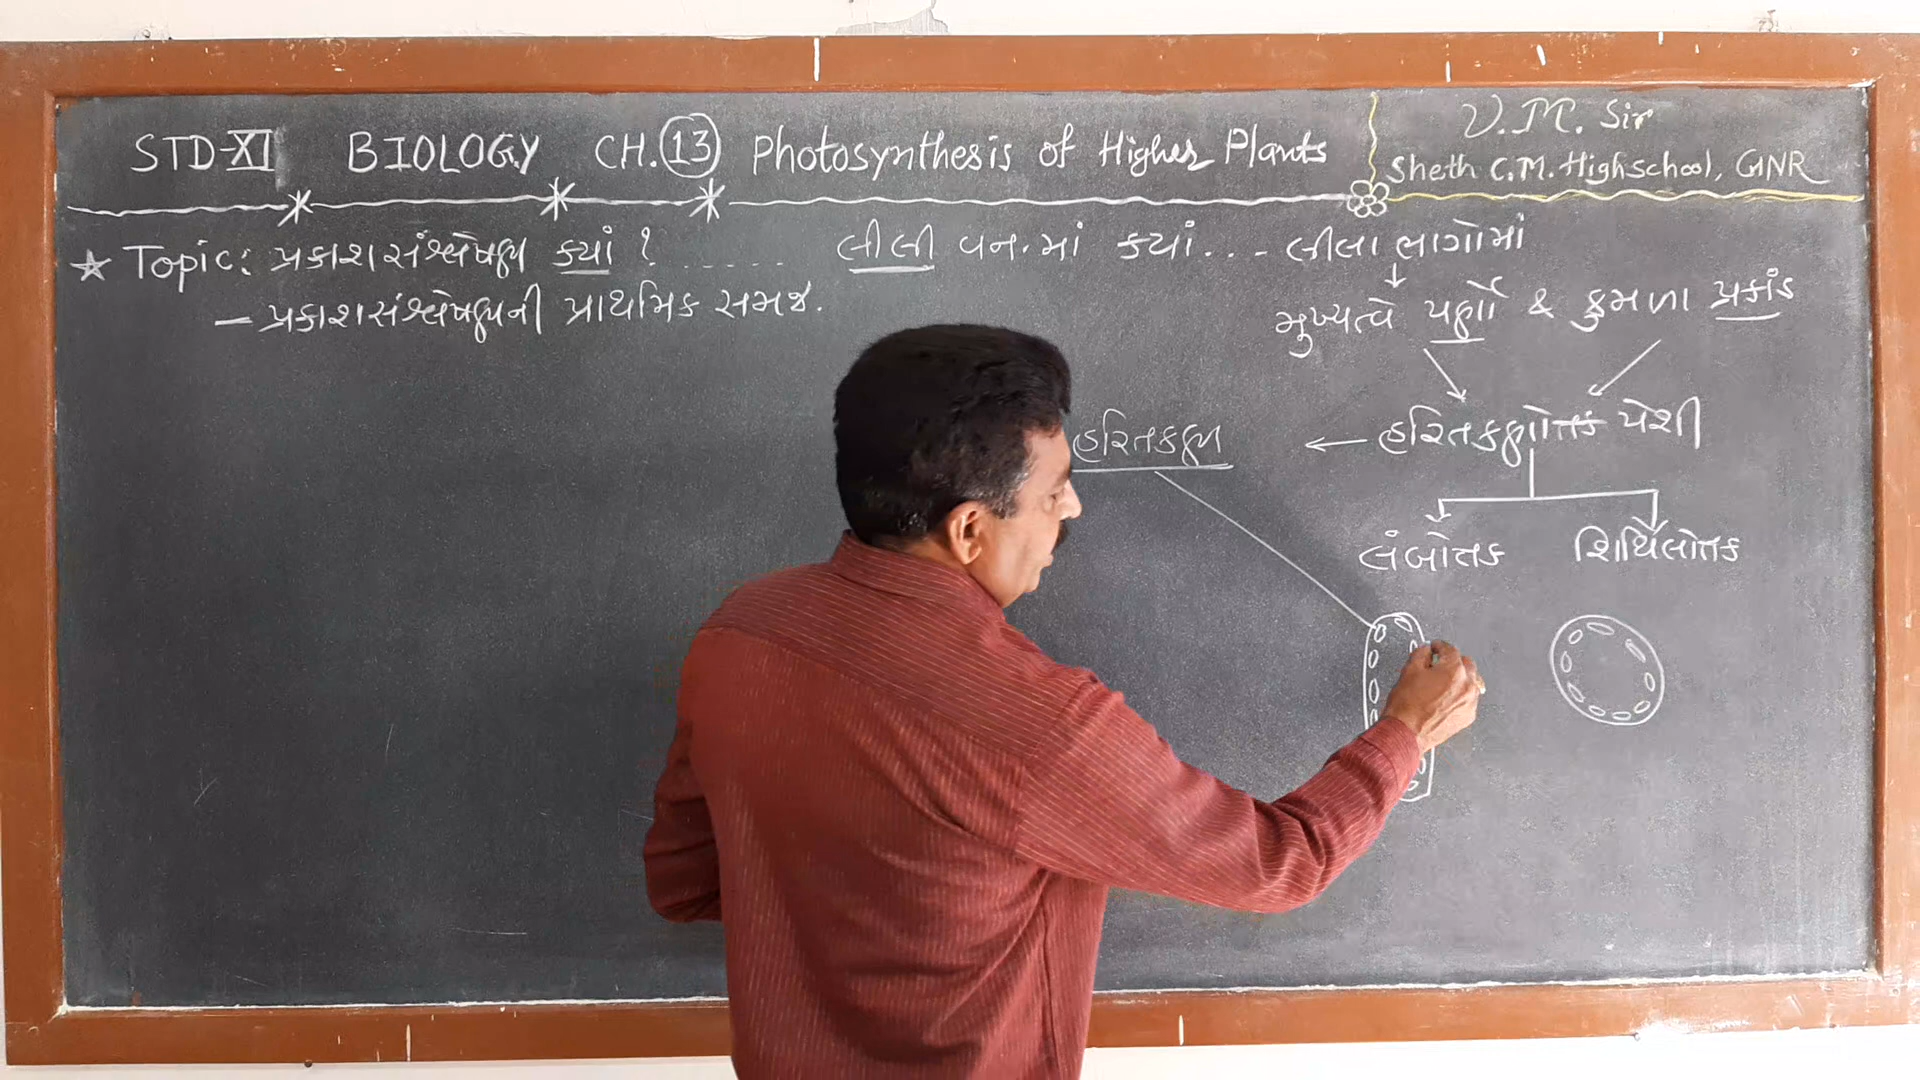 STD-XI BIOLOGY CH. 13 Photosynthesis of Higher Plants
V.M. Sir
Sheth C.M. Highschool, GNR
★ Topic: પ્રકાશસંશ્લેષણ ક્યાં ? ...... લીલી વન.માં ક્યાં... - લીલા ભાગોમાં
↓
– પ્રકાશસંશ્લેષણની પ્રાથમિક સમજ.
મુખ્યત્વે પર્ણો & કુમળા પ્રકાંડ
હરિતકણ ← હરિતકણોતક પેશી
લંબોતક શિથિલોતક